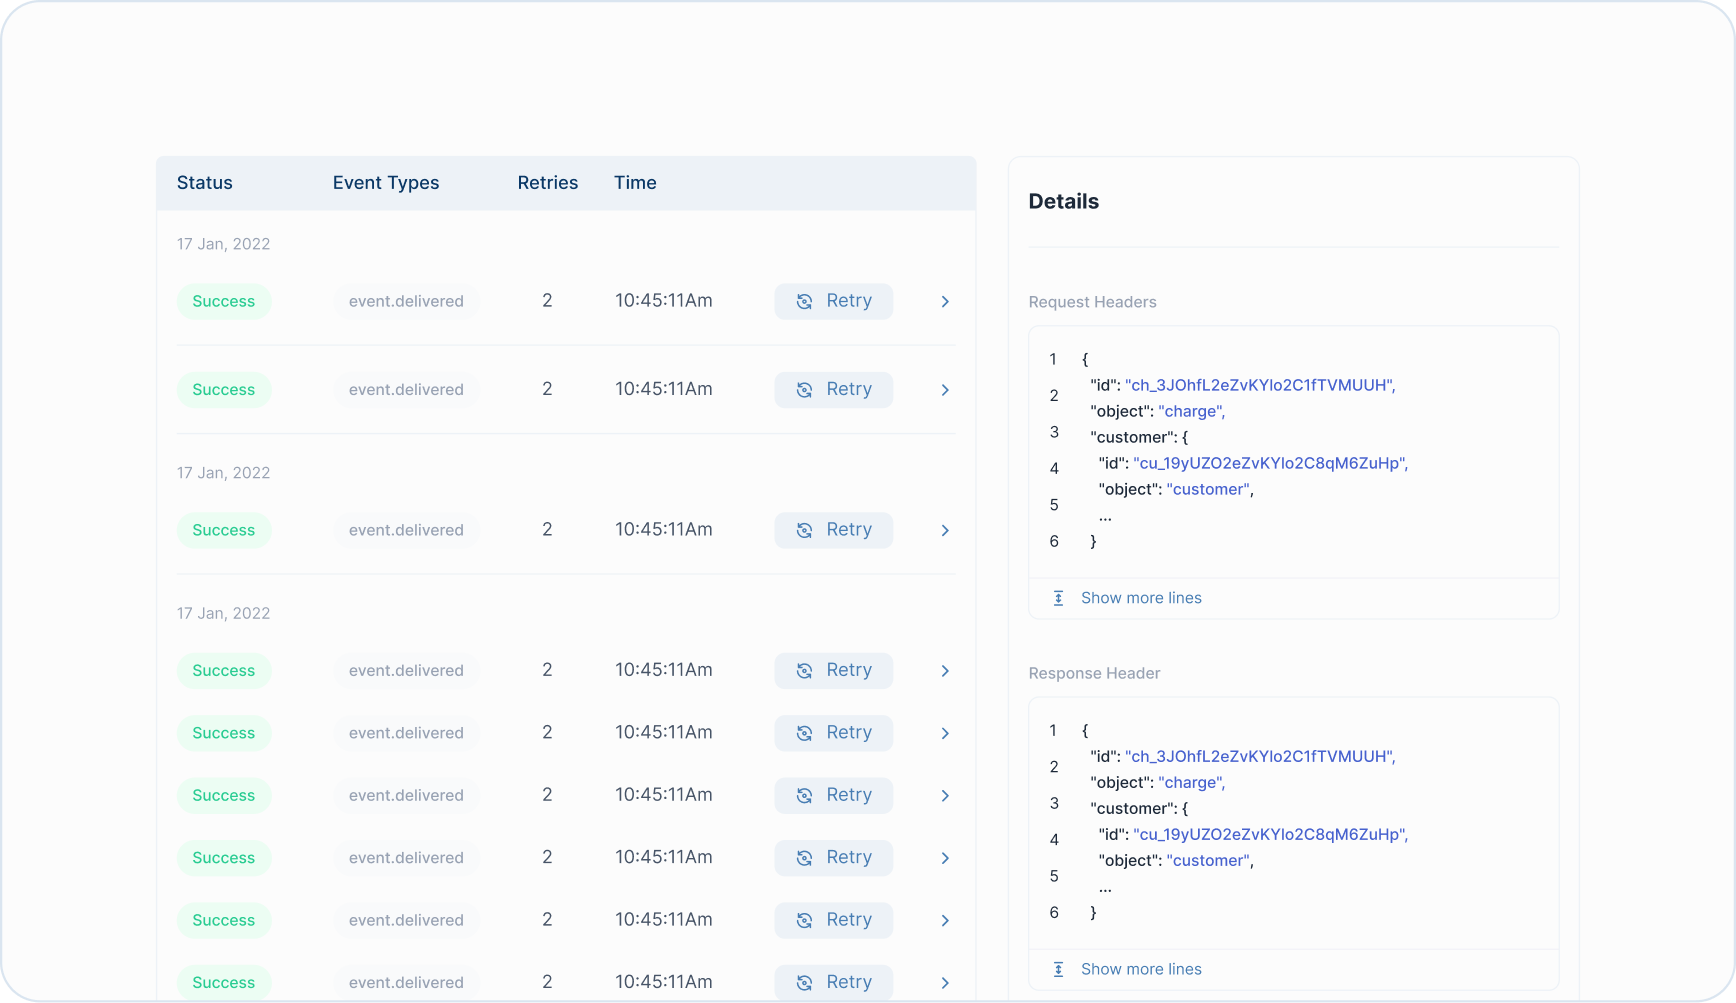 Status Event Types Retries Time
17 Jan, 2022
Success event.delivered 2 10:45:11Am Retry
Success event.delivered 2 10:45:11Am Retry
17 Jan, 2022
Success event.delivered 2 10:45:11Am Retry
17 Jan, 2022
Success event.delivered 2 10:45:11Am Retry
Success event.delivered 2 10:45:11Am Retry
Success event.delivered 2 10:45:11Am Retry
Success event.delivered 2 10:45:11Am Retry
Success event.delivered 2 10:45:11Am Retry
Success event.delivered 2 10:45:11Am Retry
Details
Request Headers
1 {
"id": "ch_3JOhfL2eZvKYlo2C1fTVMUUH",
2
"object": "charge",
3
"customer": {
4 "id": "cu_19yUZO2eZvKYlo2C8qM6ZuHp",
"object": "customer",
5
...
6 }
Show more lines
Response Header
1 {
"id": "ch_3JOhfL2eZvKYlo2C1fTVMUUH",
2
"object": "charge",
3
"customer": {
4 "id": "cu_19yUZO2eZvKYlo2C8qM6ZuHp",
"object": "customer",
5
...
6 }
Show more lines